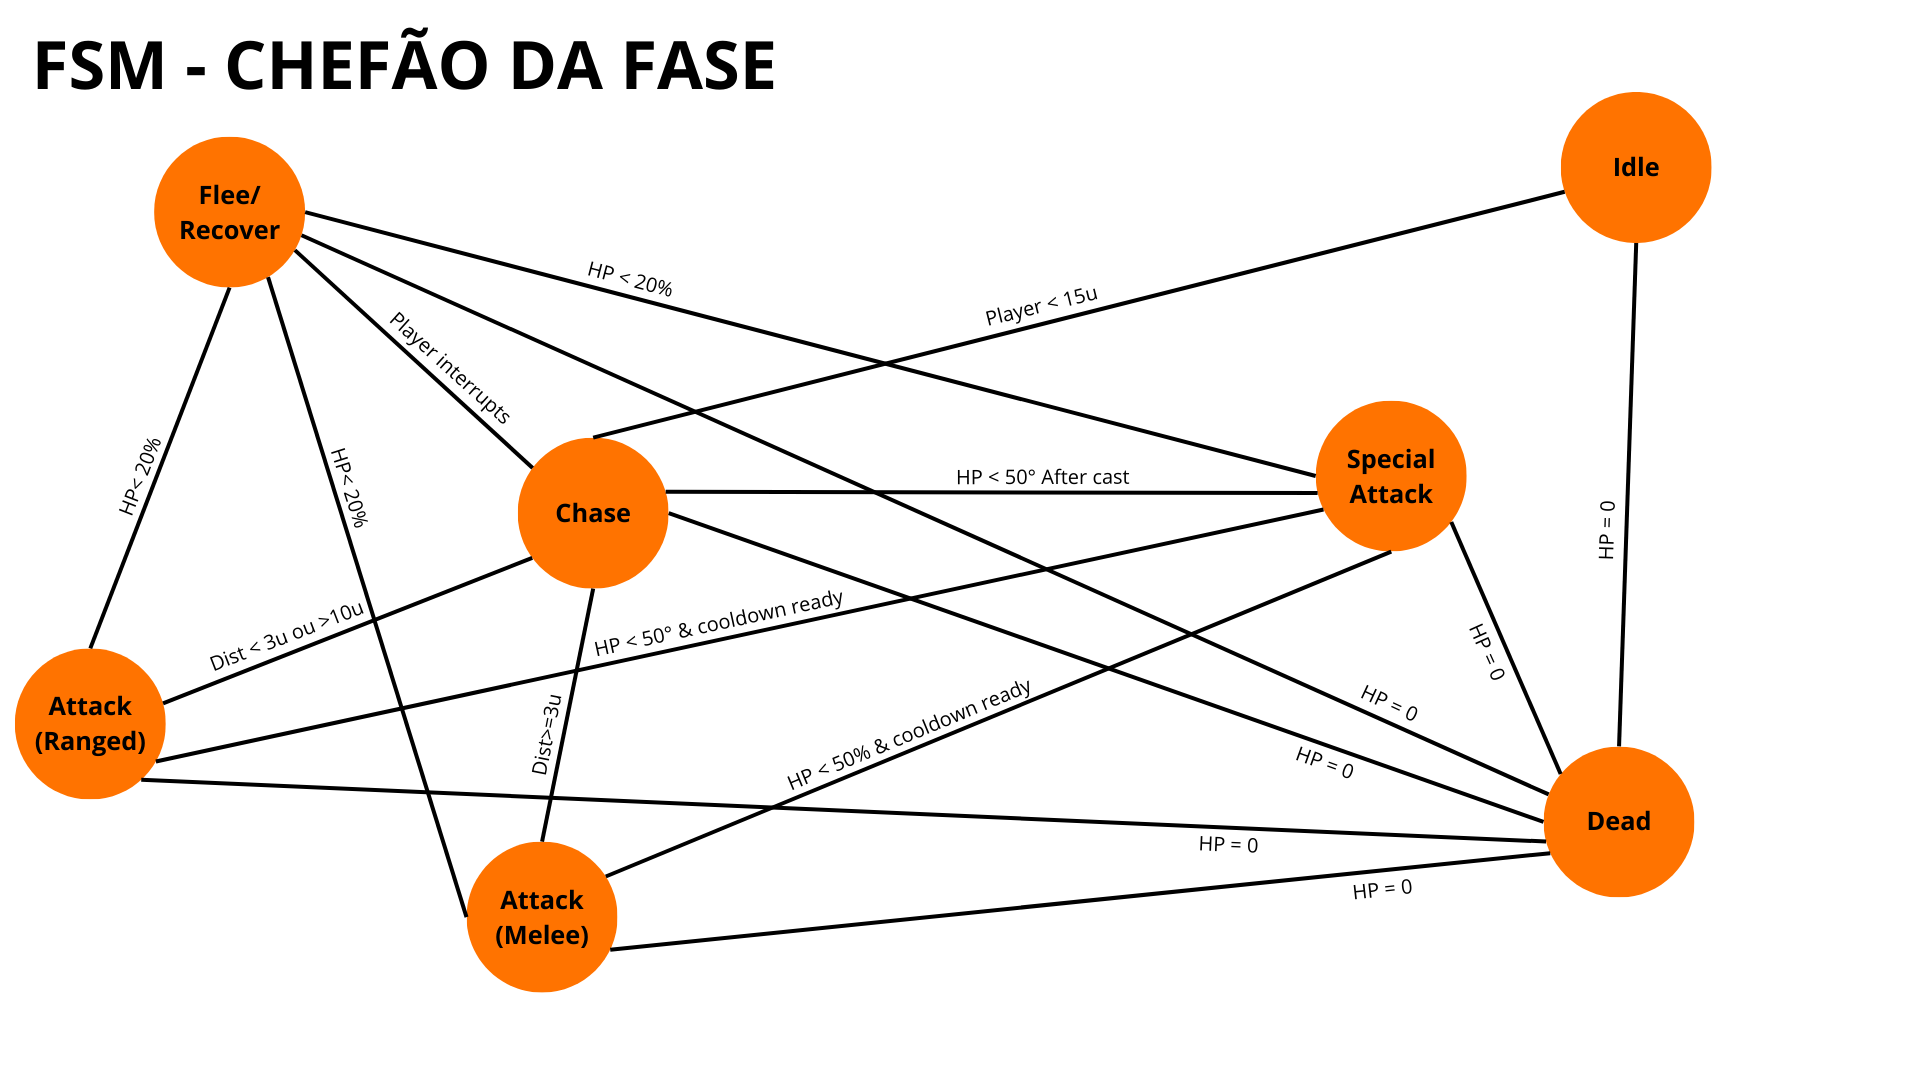 FSM - CHEFÃO DA FASE
Idle
Flee/
Recover
HP < 20%
Player < 15u
Player interrupts
HP< 20%
HP< 20%
Special
Attack
HP < 50° After cast
Chase
HP = 0
Dist < 3u ou >10u
HP < 50° & cooldown ready
HP = 0
Attack
(Ranged)
Dist>=3u
HP < 50% & cooldown ready
HP = 0
HP = 0
Dead
HP = 0
HP = 0
Attack
(Melee)